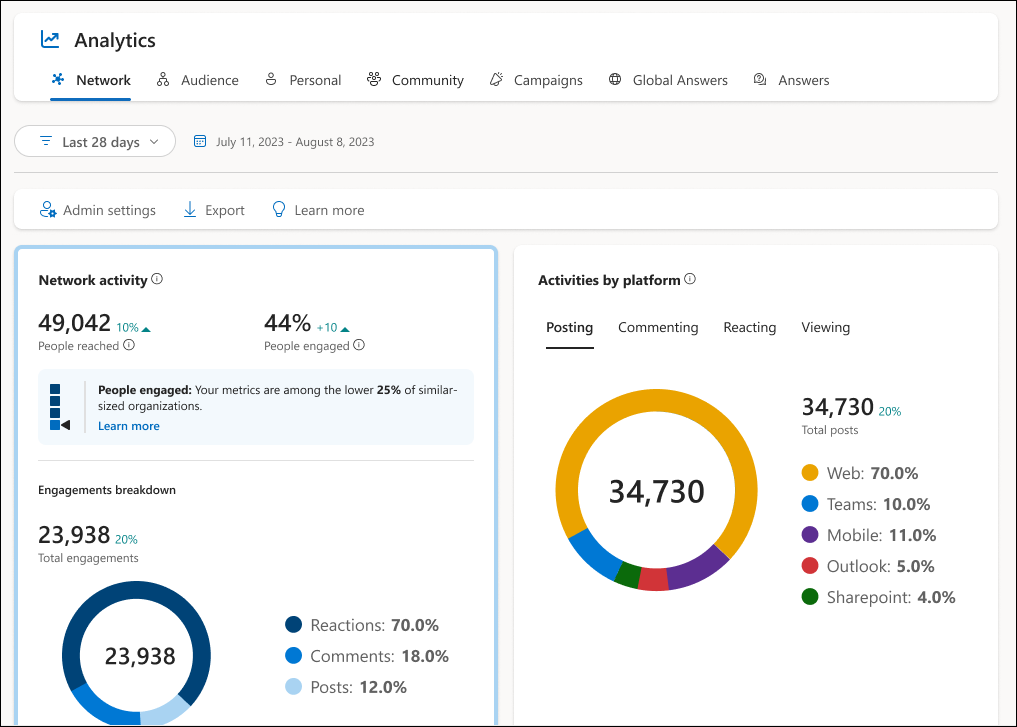 Analytics
Network
Audience
Personal
Community
Campaigns
Global Answers
Answers
Last 28 days
July 11, 2023 - August 8, 2023
Admin settings
Export
Learn more
Network activity
49,042 10%
People reached
44% +10
People engaged
People engaged: Your metrics are among the lower 25% of similar-
sized organizations.
Learn more
Engagements breakdown
23,938 20%
Total engagements
23,938
Reactions: 70.0%
Comments: 18.0%
Posts: 12.0%
Activities by platform
Posting
Commenting
Reacting
Viewing
34,730
34,730 20%
Total posts
Web: 70.0%
Teams: 10.0%
Mobile: 11.0%
Outlook: 5.0%
Sharepoint: 4.0%